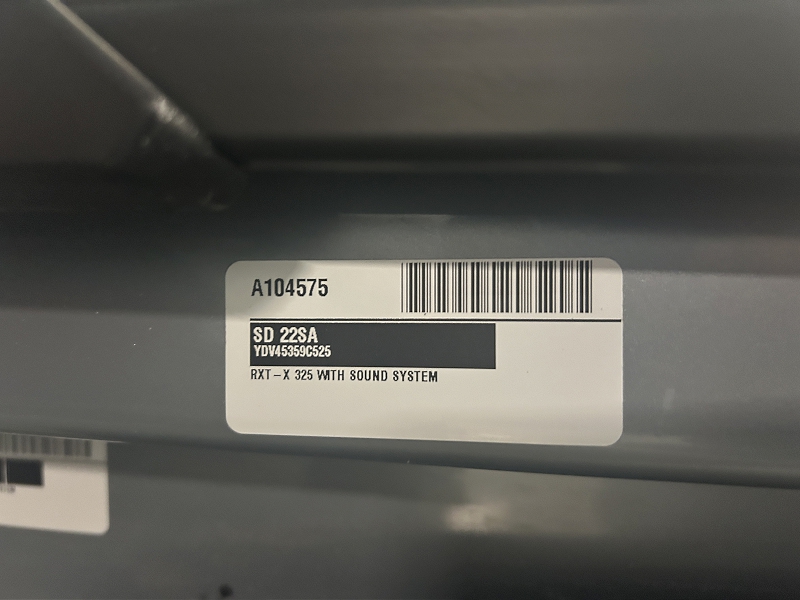 A104575
SD 22SA
YDV45359C525
RXT-X 325 WITH SOUND SYSTEM